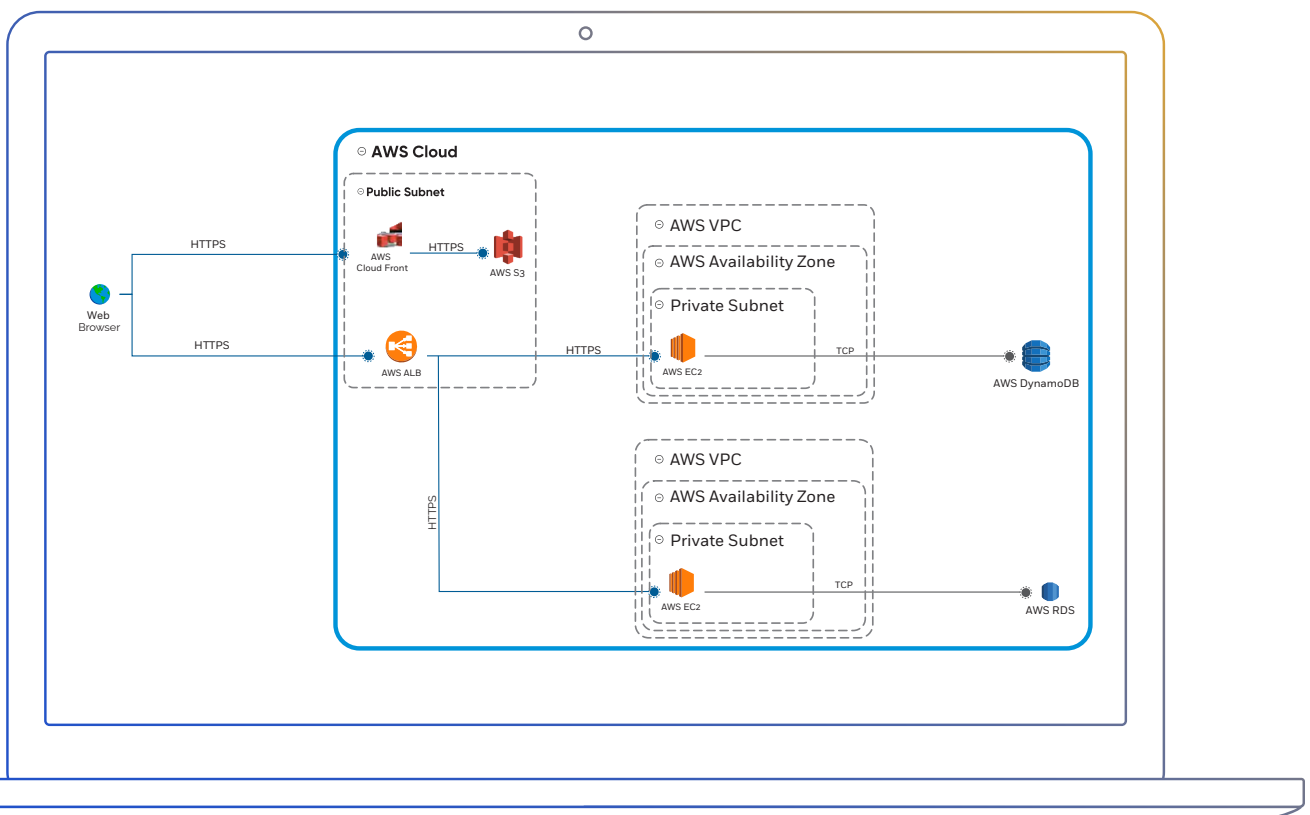 AWS Cloud
Public Subnet
AWS
Cloud Front
HTTPS
AWS S3
HTTPS
Web
Browser
HTTPS
AWS ALB
HTTPS
AWS VPC
AWS Availability Zone
Private Subnet
AWS EC2
TCP
AWS DynamoDB
HTTPS
AWS VPC
AWS Availability Zone
Private Subnet
AWS EC2
TCP
AWS RDS